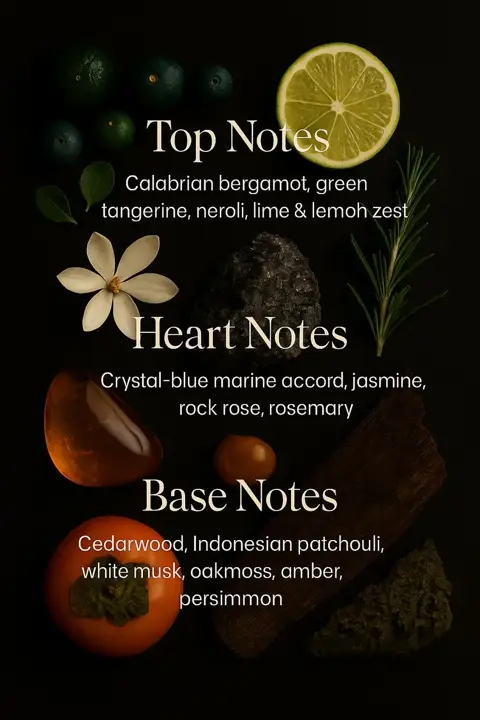 Top Notes
Calabrian bergamot, green
tangerine, neroli, lime & lemoh zest
Heart Notes
Crystal-blue marine accord, jasmine,
rock rose, rosemary
Base Notes
Cedarwood, Indonesian patchouli,
white musk, oakmoss, amber,
persimmon